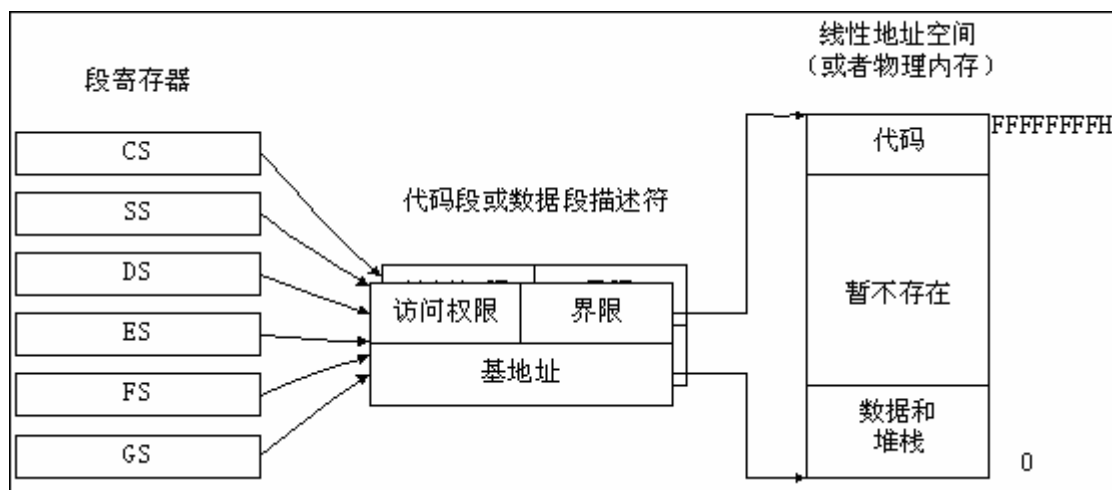 线性地址空间
（或者物理内存）
段寄存器
FFFFFFFFH
代码
CS
代码段或数据段描述符
SS
DS
访问权限
界限
暂不存在
ES
基地址
FS
数据和
堆栈
GS
0